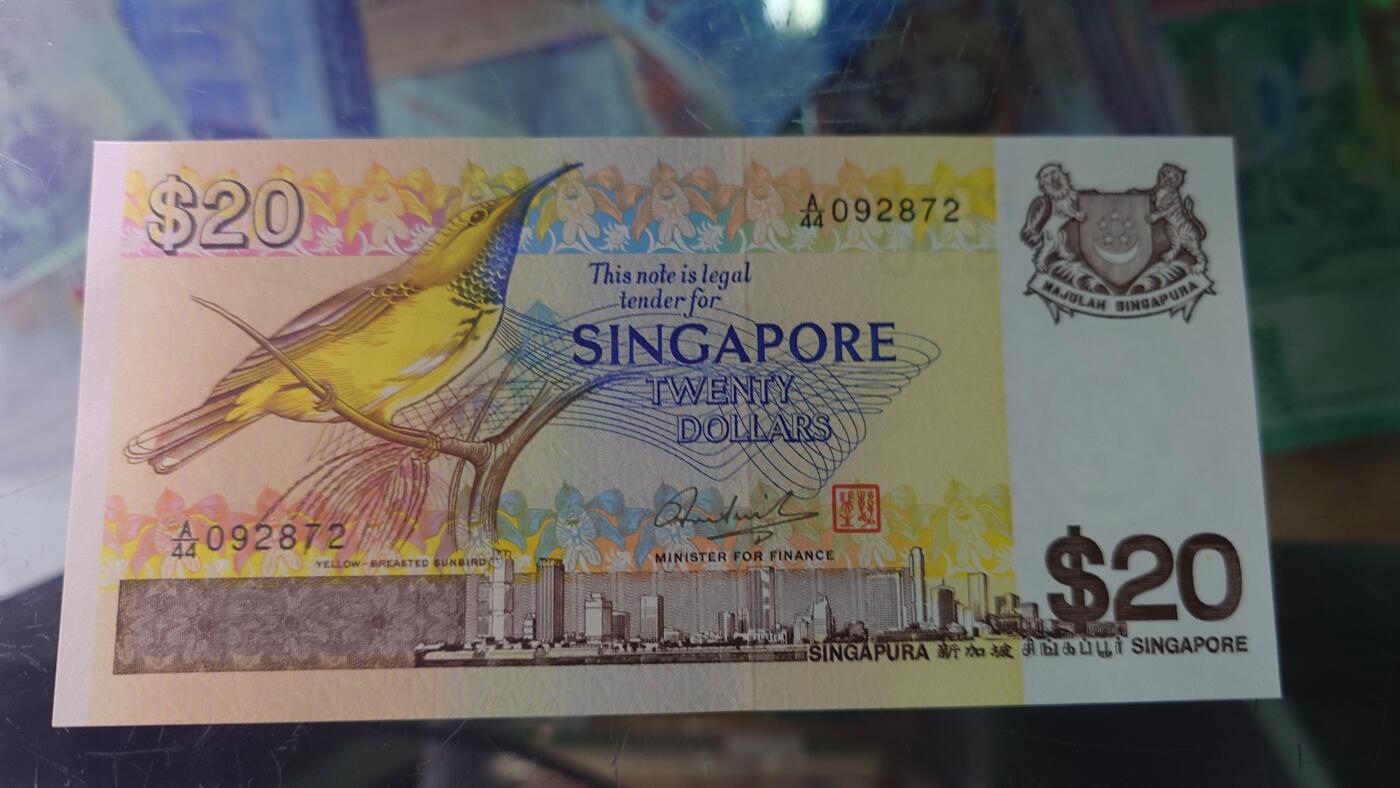 $20
A/44 092872
MAJULAH SINGAPURA
This note is legal
tender for
SINGAPORE
TWENTY
DOLLARS
A/44 092872
YELLOW-BREASTED SUNBIRD
MINISTER FOR FINANCE
$20
SINGAPURA 新加坡 சிங்கப்பூர் SINGAPORE